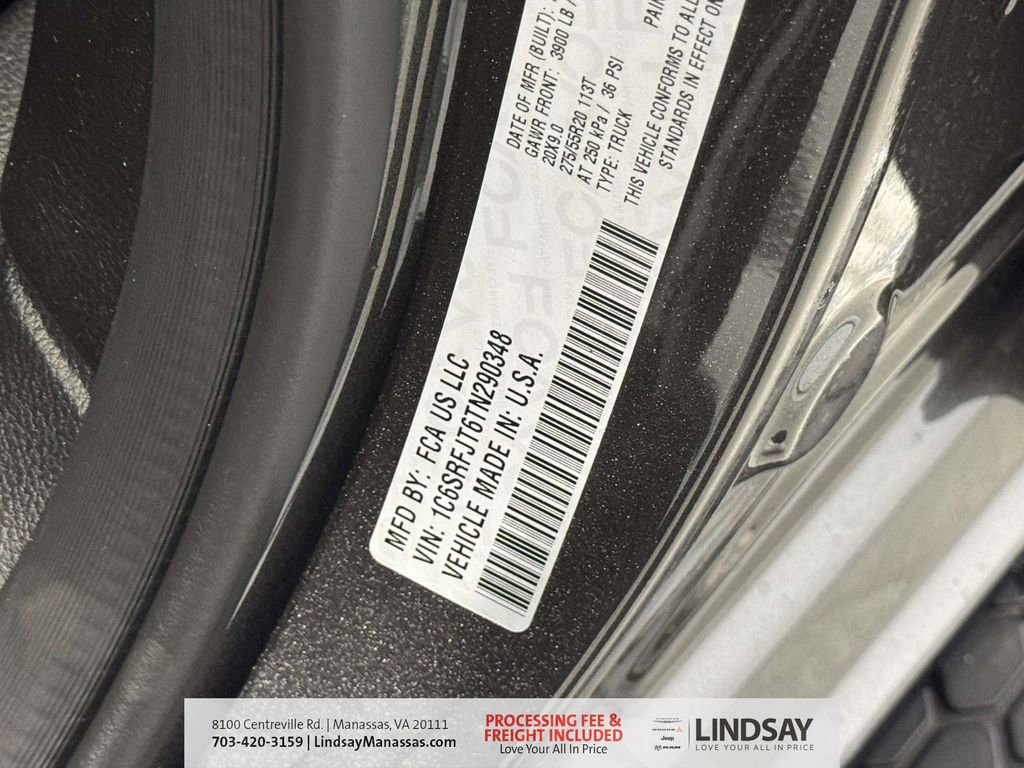 MFD BY: FCA US LLC
VIN: 1C6SRFJT6TN290348
VEHICLE MADE IN: U.S.A.
DATE OF MFR (BUILT):
GAWR FRONT: 3900 LB
20X9.0
275/55R20 113T
AT 250 kPa / 36 PSI
TYPE: TRUCK
THIS VEHICLE CONFORMS TO ALL
STANDARDS IN EFFECT ON
8100 Centreville Rd. | Manassas, VA 20111
703-420-3159 | LindsayManassas.com
PROCESSING FEE &
FREIGHT INCLUDED
Love Your All In Price
CHRYSLER
DODGE
Jeep
RAM
LINDSAY
LOVE YOUR ALL IN PRICE